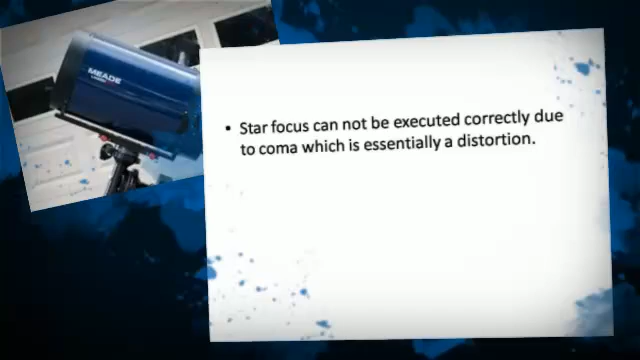 MEADE
• Star focus can not be executed correctly due
to coma which is essentially a distortion.